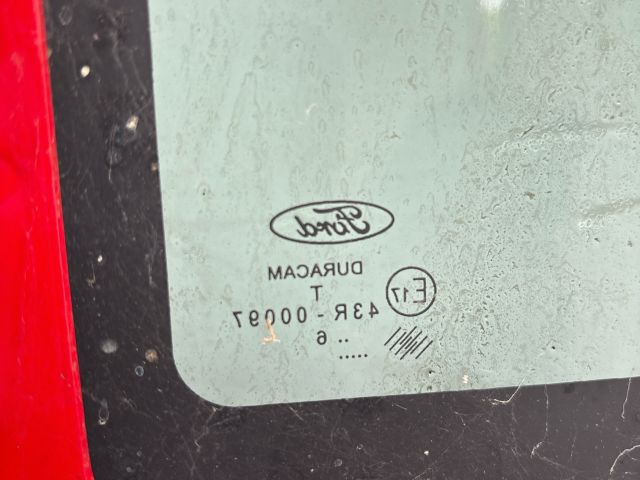 Ford
DURACAM
T
E17
43R - 00097
.. 6
.....